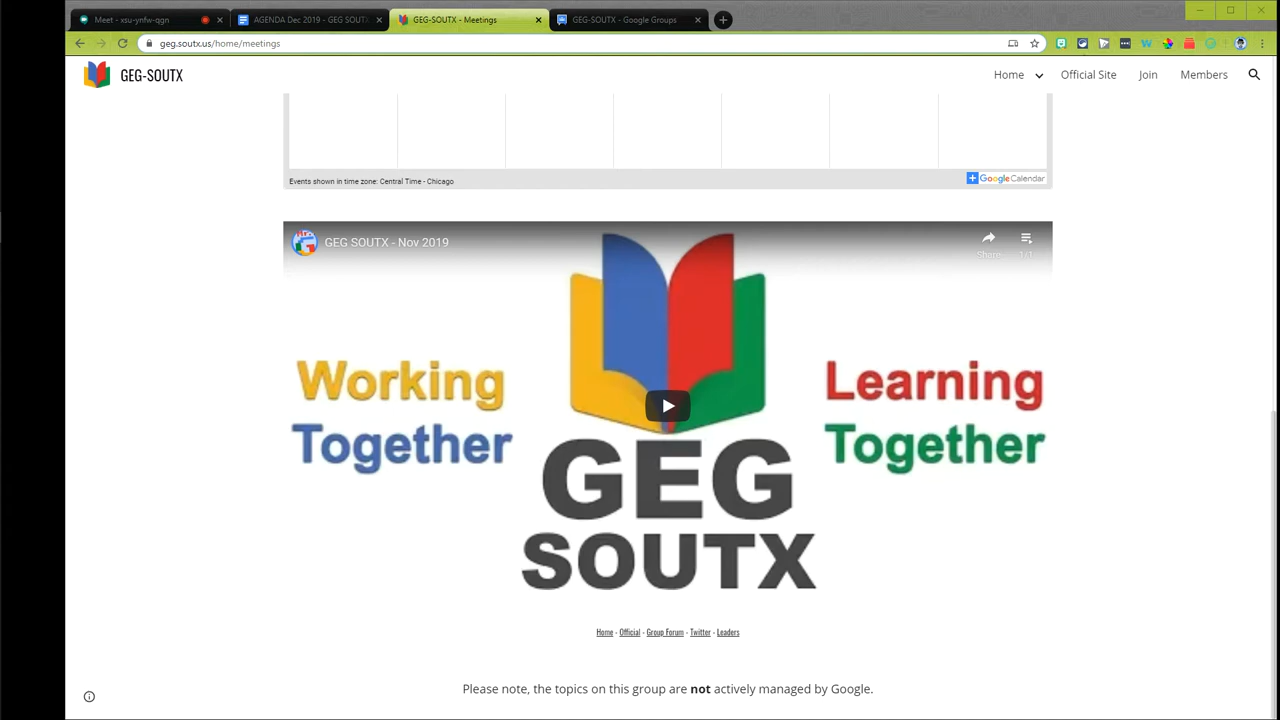 Meet - xsu-ynfw-qgn
AGENDA Dec 2019 - GEG SOUTX
GEG-SOUTX - Meetings
GEG-SOUTX - Google Groups
geg.soutx.us/home/meetings
GEG-SOUTX
Home
Official Site
Join
Members
Events shown in time zone: Central Time - Chicago
Google Calendar
GEG SOUTX - Nov 2019
Share
1/1
Working
Together
Learning
Together
GEG
SOUTX
Home - Official - Group Forum - Twitter - Leaders
Please note, the topics on this group are not actively managed by Google.